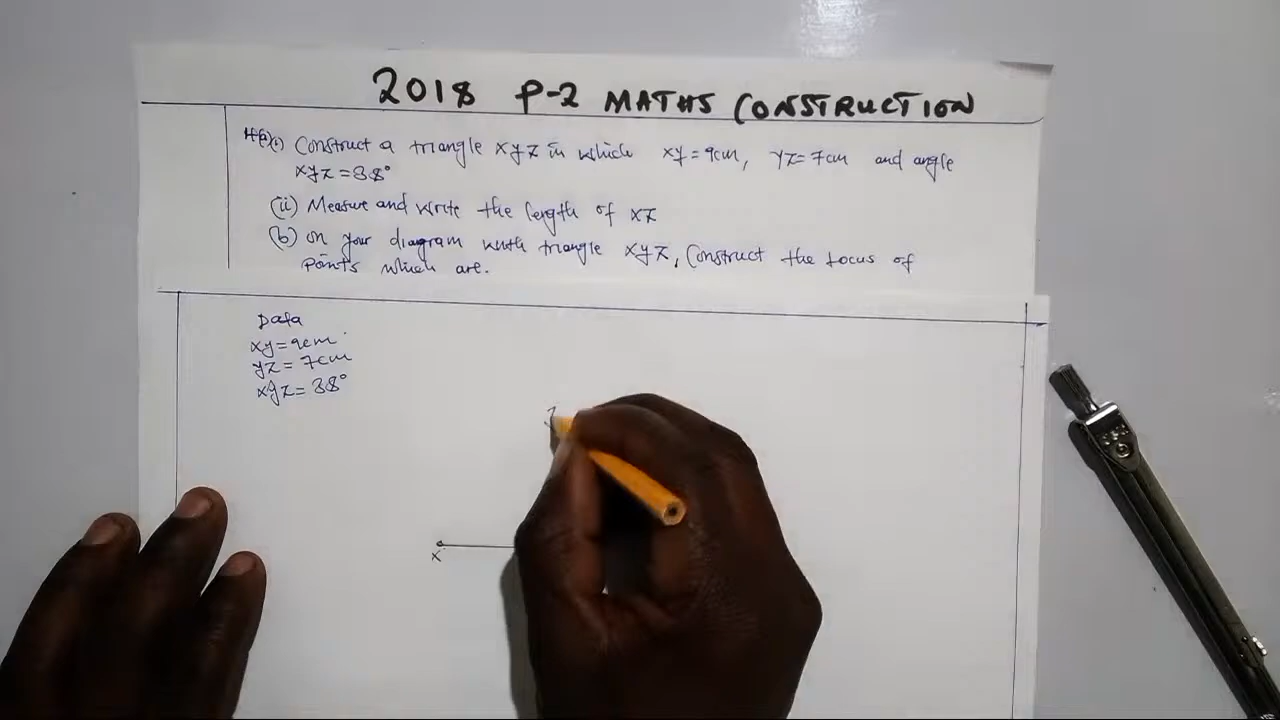 2018 P-2 MATHS CONSTRUCTION
4(a)(i) Construct a triangle XYZ in which XY = 9cm, YZ = 7cm and angle
XYZ = 38°
(ii) Measure and write the length of XZ
(b) on your diagram with triangle XYZ, Construct the Locus of
Points which are.
Data
XY = 9cm
YZ = 7cm
XYZ = 38°
Z
X